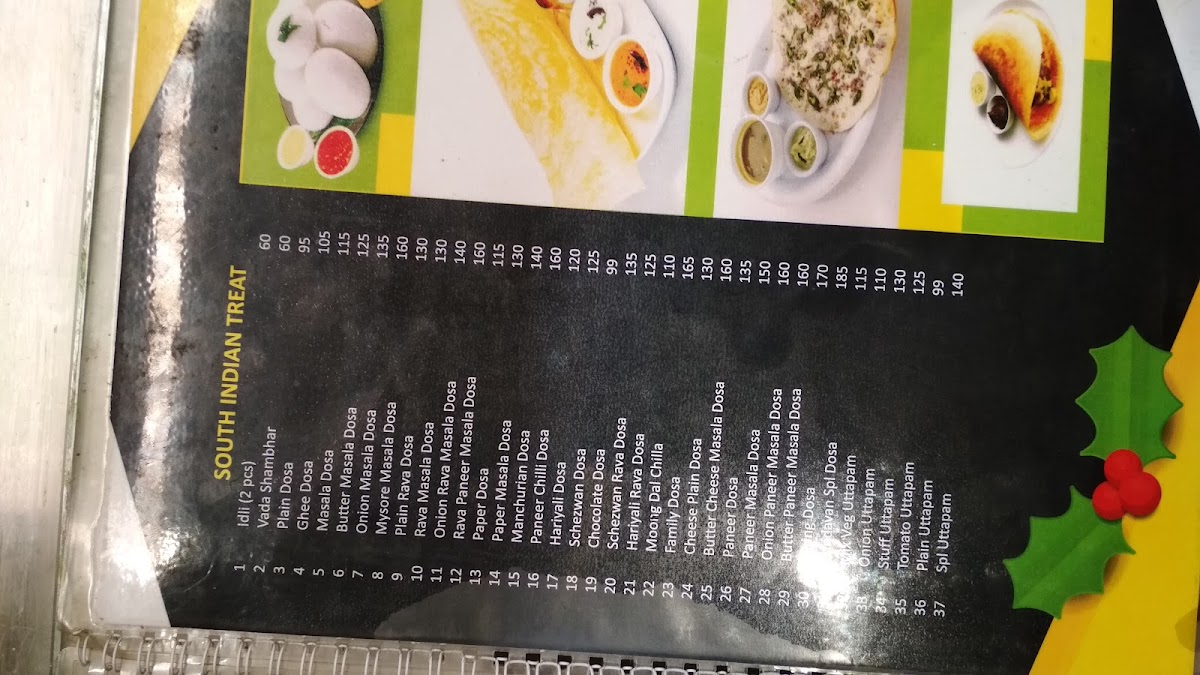 SOUTH INDIAN TREAT
1 Idli (2 pcs) 60
2 Vada Shambhar 60
3 Plain Dosa 95
4 Ghee Dosa 105
5 Masala Dosa 115
6 Butter Masala Dosa 125
7 Onion Masala Dosa 135
8 Mysore Masala Dosa 160
9 Plain Rava Dosa 130
10 Rava Masala Dosa 130
11 Onion Rava Masala Dosa 140
12 Rava Paneer Masala Dosa 160
13 Paper Dosa 115
14 Paper Masala Dosa 130
15 Manchurian Dosa 140
16 Paneer Chilli Dosa 160
17 Hariyali Dosa 120
18 Schezwan Dosa 125
19 Chocolate Dosa 99
20 Schezwan Rava Dosa 135
21 Hariyali Rava Dosa 125
22 Moong Dal Chilla 110
23 Family Dosa 165
24 Cheese Plain Dosa 130
25 Butter Cheese Masala Dosa 160
26 Paneer Dosa 135
27 Paneer Masala Dosa 150
28 Onion Paneer Masala Dosa 160
29 Butter Paneer Masala Dosa 160
30 Dosa 170
Spl Dosa 185
Veg Uttapam 115
33 Onion Uttapam 110
34 Stuff Uttapam 130
35 Tomato Uttapam 125
36 Plain Uttapam 99
37 Spl Uttapam 140